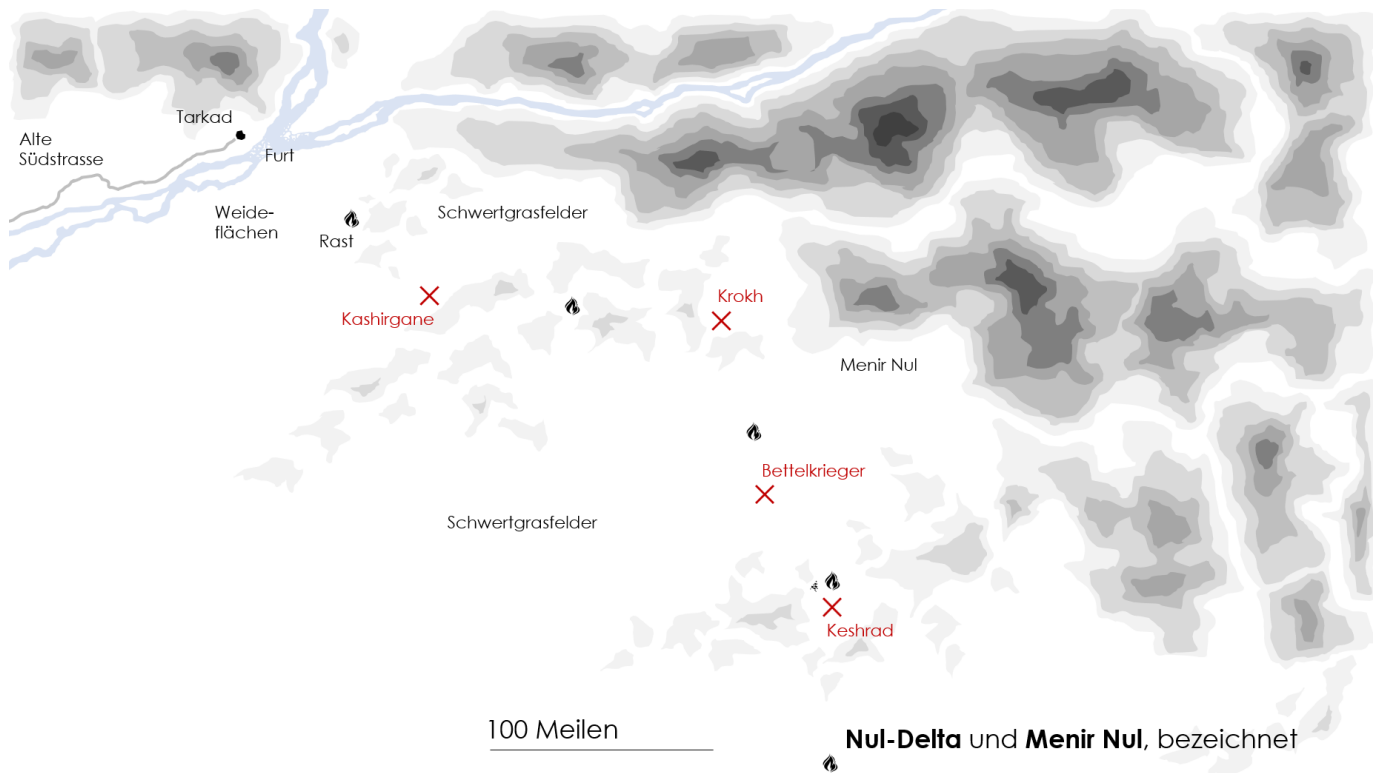 Tarkad
Alte
Südstrasse
Furt
Weide-
flächen
Schwertgrasfelder
Rast
Krokh
Kashirgane
Menir Nul
Bettelkrieger
Schwertgrasfelder
Keshrad
100 Meilen
Nul-Delta und Menir Nul, bezeichnet